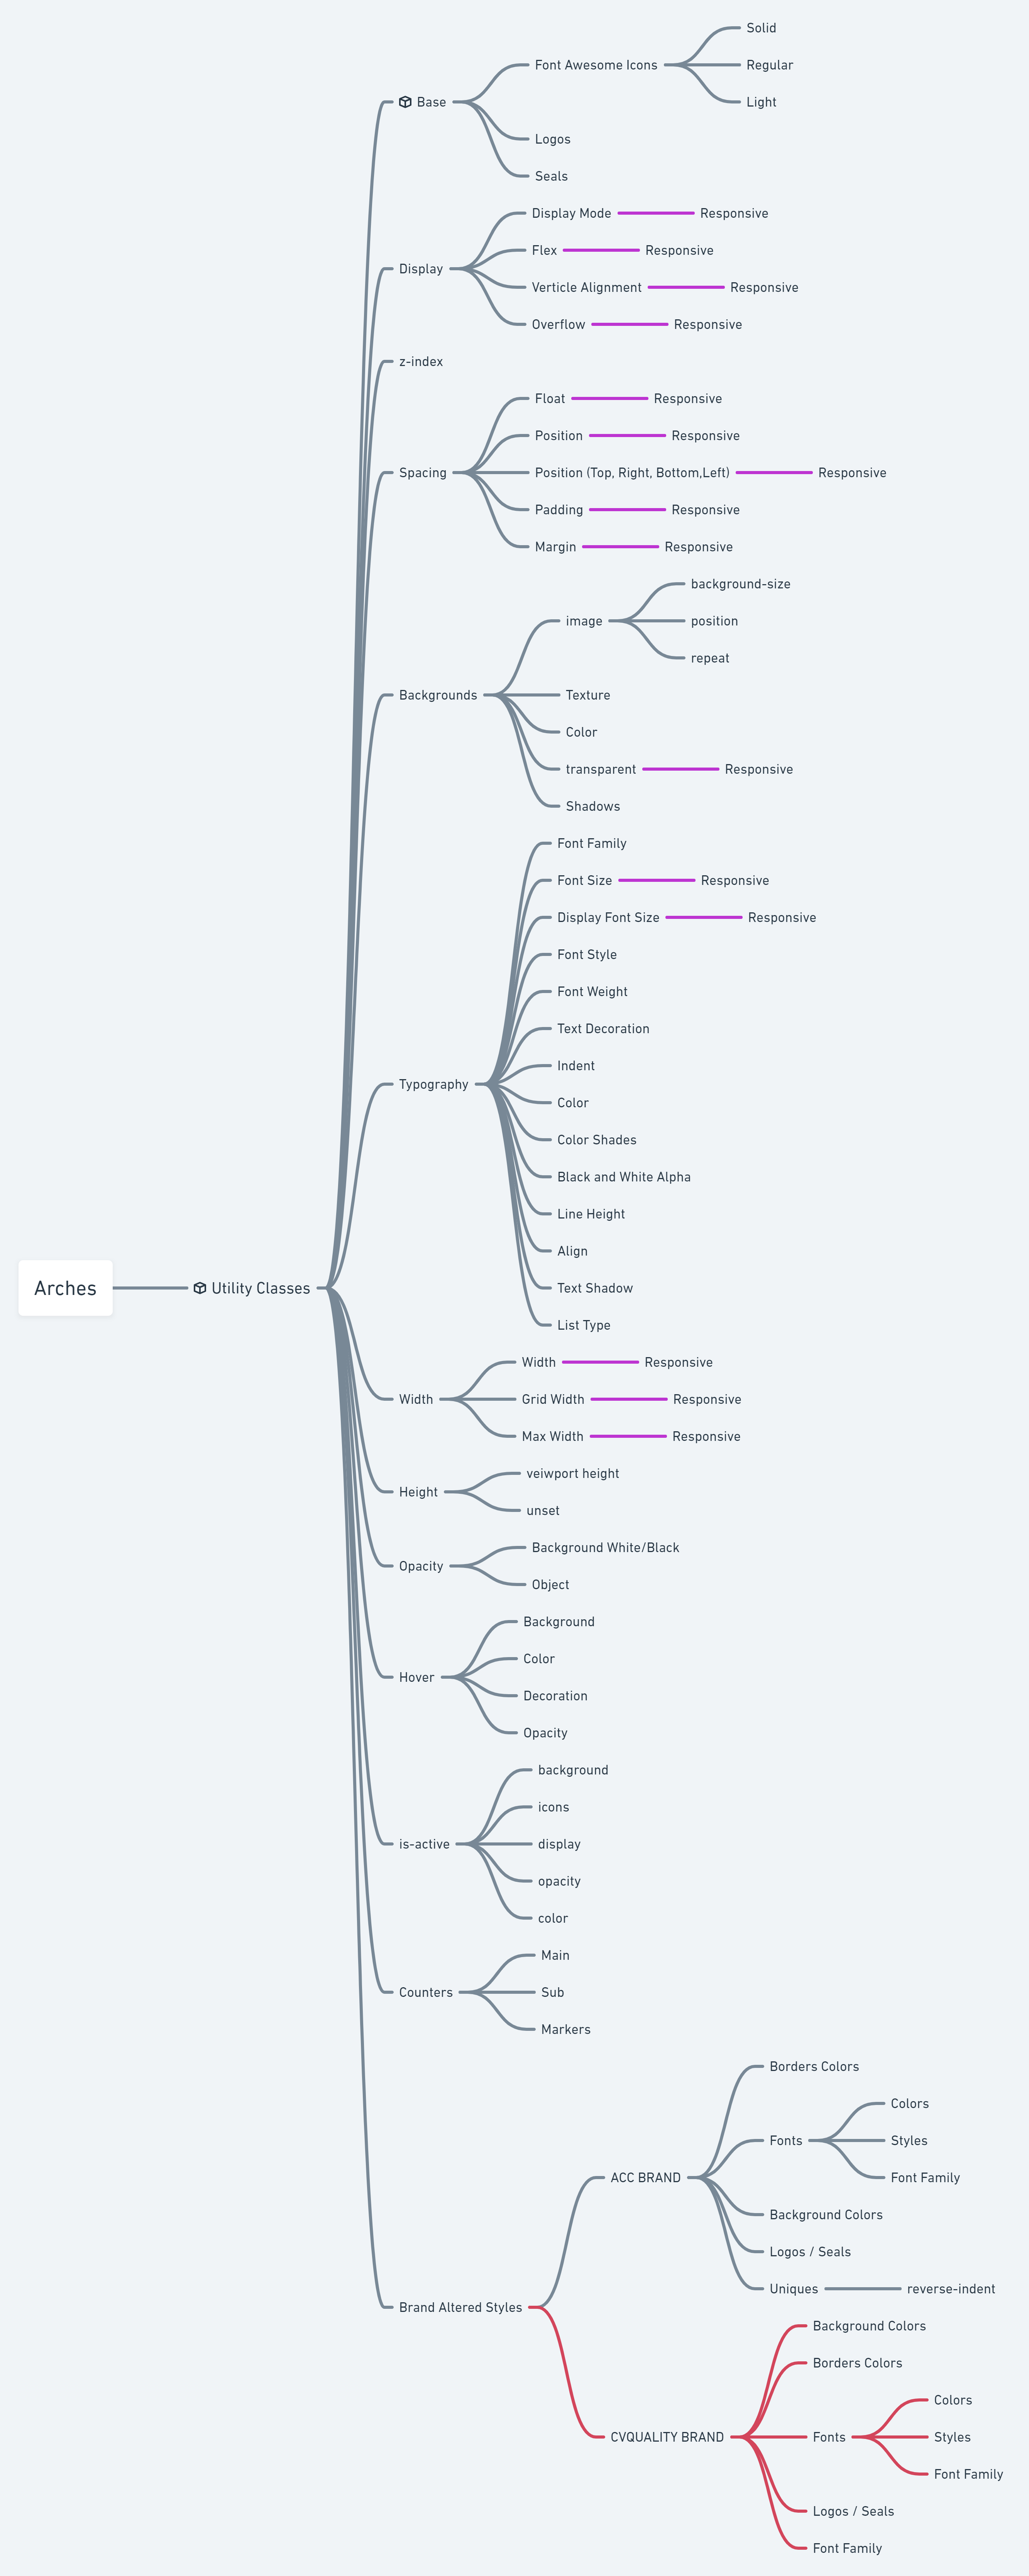 Solid
Font Awesome Icons
Regular
Base
Light
Logos
Seals
Display Mode
Responsive
Flex
Responsive
Display
Verticle Alignment
Responsive
Overflow
Responsive
z-index
Float
Responsive
Position
Responsive
Spacing
Position (Top, Right, Bottom,Left)
Responsive
Padding
Responsive
Margin
Responsive
background-size
image
position
repeat
Backgrounds
Texture
Color
transparent
Responsive
Shadows
Font Family
Font Size
Responsive
Display Font Size
Responsive
Font Style
Font Weight
Text Decoration
Indent
Typography
Color
Color Shades
Black and White Alpha
Line Height
Align
Arches
Utility Classes
Text Shadow
List Type
Width
Responsive
Width
Grid Width
Responsive
Max Width
Responsive
veiwport height
Height
unset
Background White/Black
Opacity
Object
Background
Color
Hover
Decoration
Opacity
background
icons
is-active
display
opacity
color
Main
Counters
Sub
Markers
Borders Colors
Colors
Fonts
Styles
ACC BRAND
Font Family
Background Colors
Logos / Seals
Uniques
reverse-indent
Brand Altered Styles
Background Colors
Borders Colors
Colors
CVQUALITY BRAND
Fonts
Styles
Font Family
Logos / Seals
Font Family